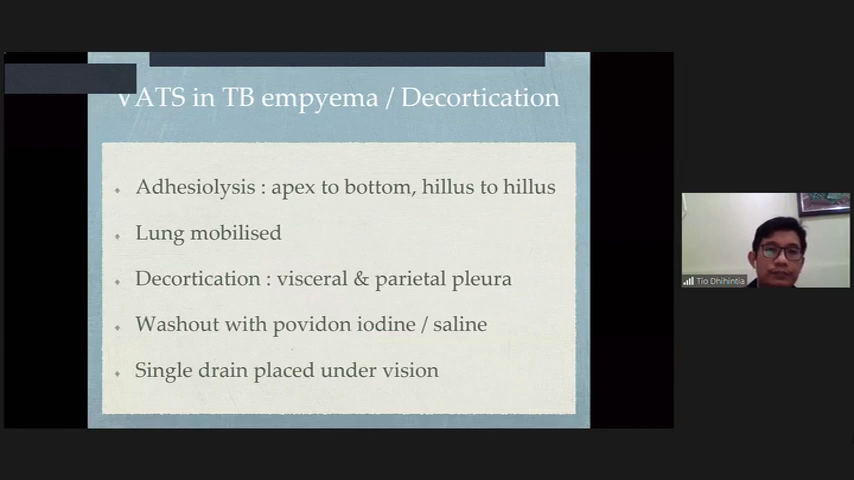 VATS in TB empyema / Decortication
Adhesiolysis : apex to bottom, hillus to hillus
Lung mobilised
Decortication : visceral & parietal pleura
Washout with povidon iodine / saline
Single drain placed under vision
Tio Dhihintia